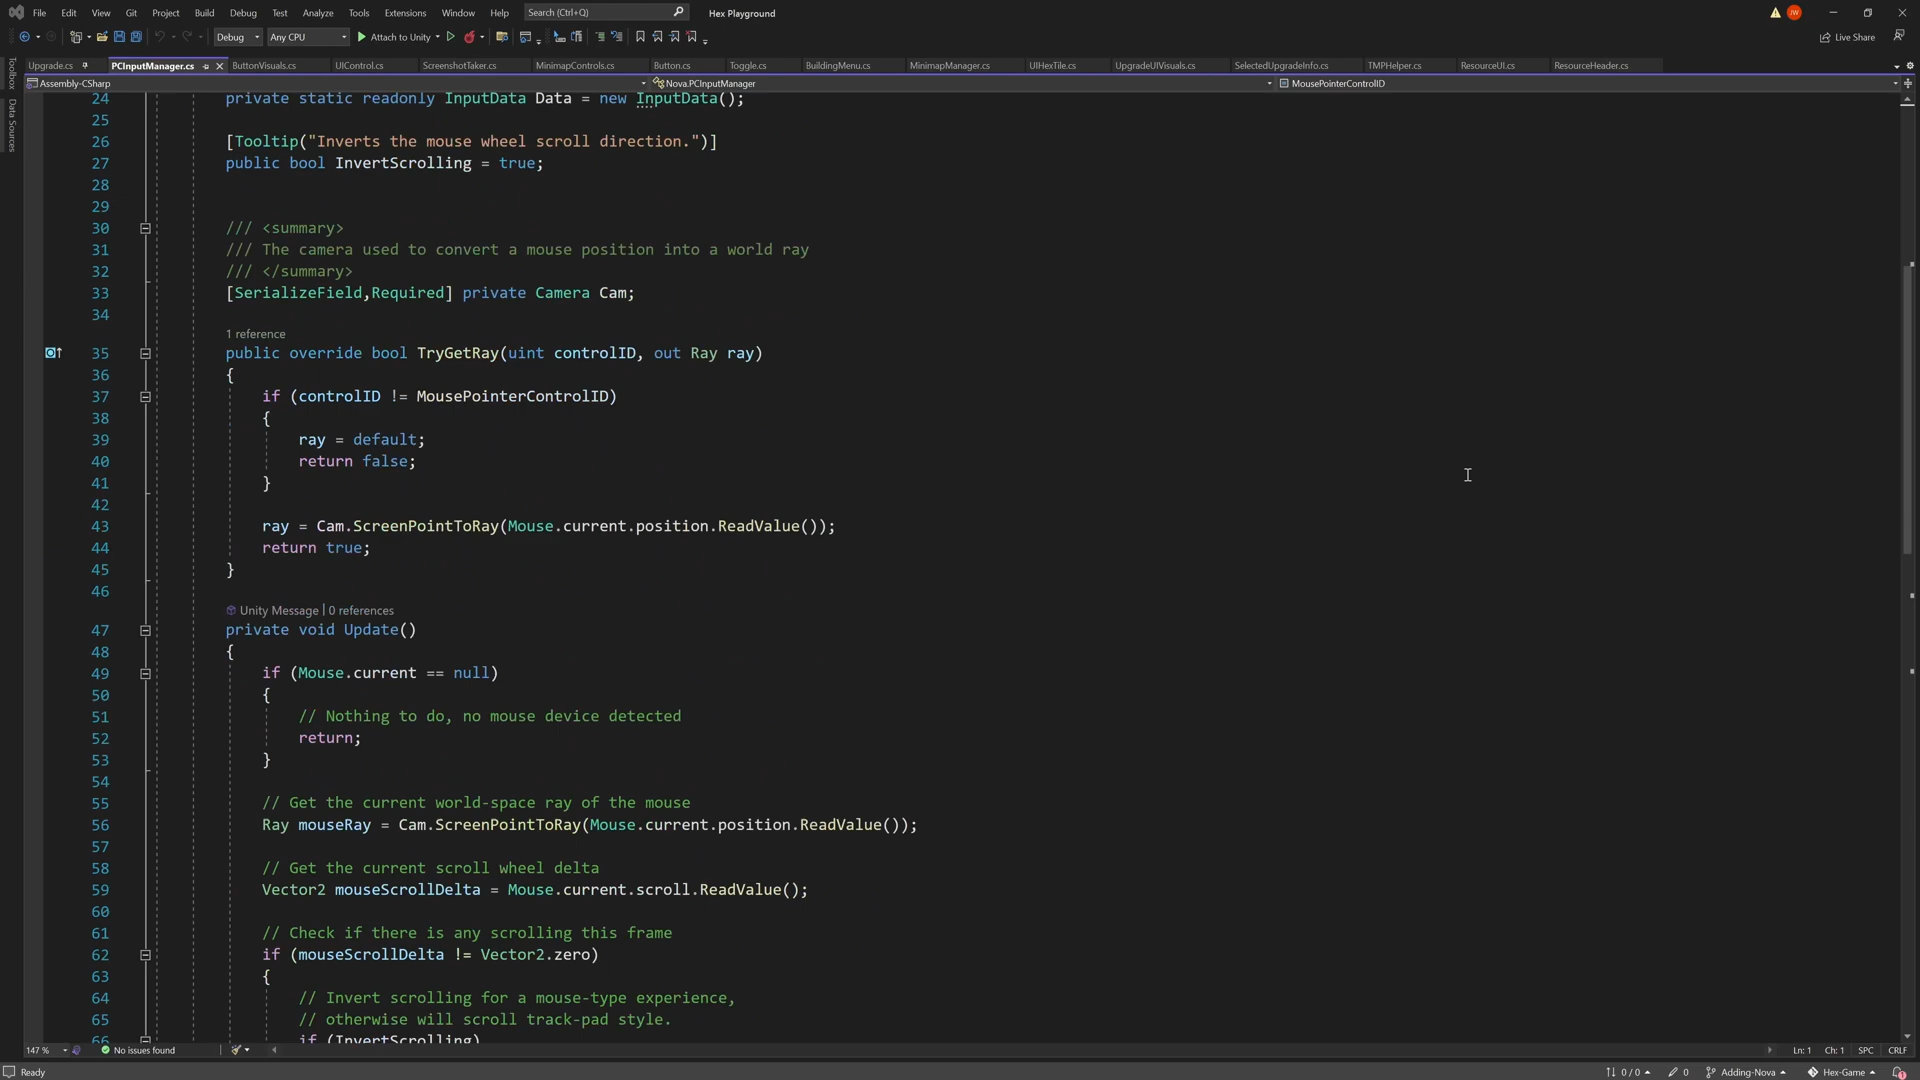 File Edit View Git Project Build Debug Test Analyze Tools Extensions Window Help Search (Ctrl+Q) Hex Playground JW
Debug Any CPU Attach to Unity Live Share
Upgrade.cs PCInputManager.cs ButtonVisuals.cs UIControl.cs ScreenshotTaker.cs MinimapControls.cs Button.cs Toggle.cs BuildingMenu.cs MinimapManager.cs UIHexTile.cs UpgradeUIVisuals.cs SelectedUpgradeInfo.cs TMPHelper.cs ResourceUI.cs ResourceHeader.cs
Assembly-CSharp Nova.PCInputManager MousePointerControlID
Toolbox
Data Sources
24 private static readonly InputData Data = new InputData();
25
26 [Tooltip("Inverts the mouse wheel scroll direction.")]
27 public bool InvertScrolling = true;
28
29
30 /// <summary>
31 /// The camera used to convert a mouse position into a world ray
32 /// </summary>
33 [SerializeField,Required] private Camera Cam;
34
1 reference
35 public override bool TryGetRay(uint controlID, out Ray ray)
36 {
37 if (controlID != MousePointerControlID)
38 {
39 ray = default;
40 return false;
41 }
42
43 ray = Cam.ScreenPointToRay(Mouse.current.position.ReadValue());
44 return true;
45 }
46
Unity Message | 0 references
47 private void Update()
48 {
49 if (Mouse.current == null)
50 {
51 // Nothing to do, no mouse device detected
52 return;
53 }
54
55 // Get the current world-space ray of the mouse
56 Ray mouseRay = Cam.ScreenPointToRay(Mouse.current.position.ReadValue());
57
58 // Get the current scroll wheel delta
59 Vector2 mouseScrollDelta = Mouse.current.scroll.ReadValue();
60
61 // Check if there is any scrolling this frame
62 if (mouseScrollDelta != Vector2.zero)
63 {
64 // Invert scrolling for a mouse-type experience,
65 // otherwise will scroll track-pad style.
66 if (InvertScrolling)
147 % No issues found Ln: 1 Ch: 1 SPC CRLF
Ready 0 / 0 0 Adding-Nova Hex-Game 1